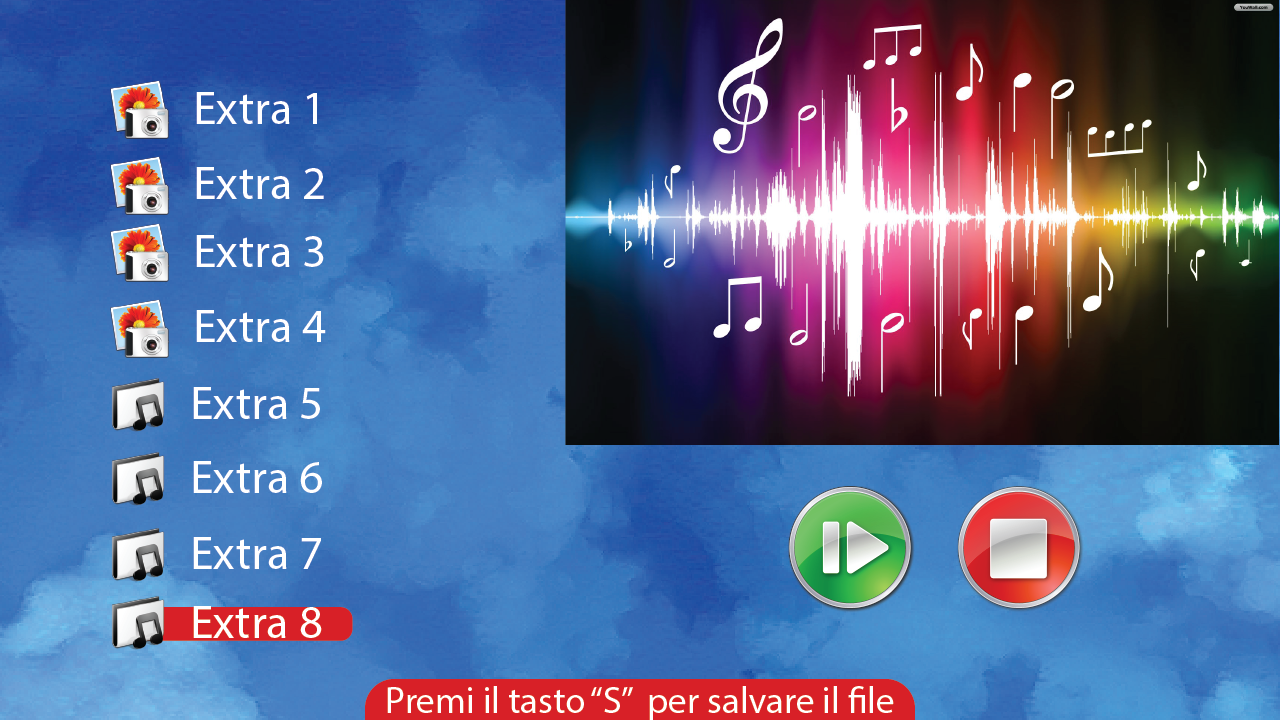 Extra 1
Extra 2
Extra 3
Extra 4
Extra 5
Extra 6
Extra 7
Extra 8
Premi il tasto “S” per salvare il file